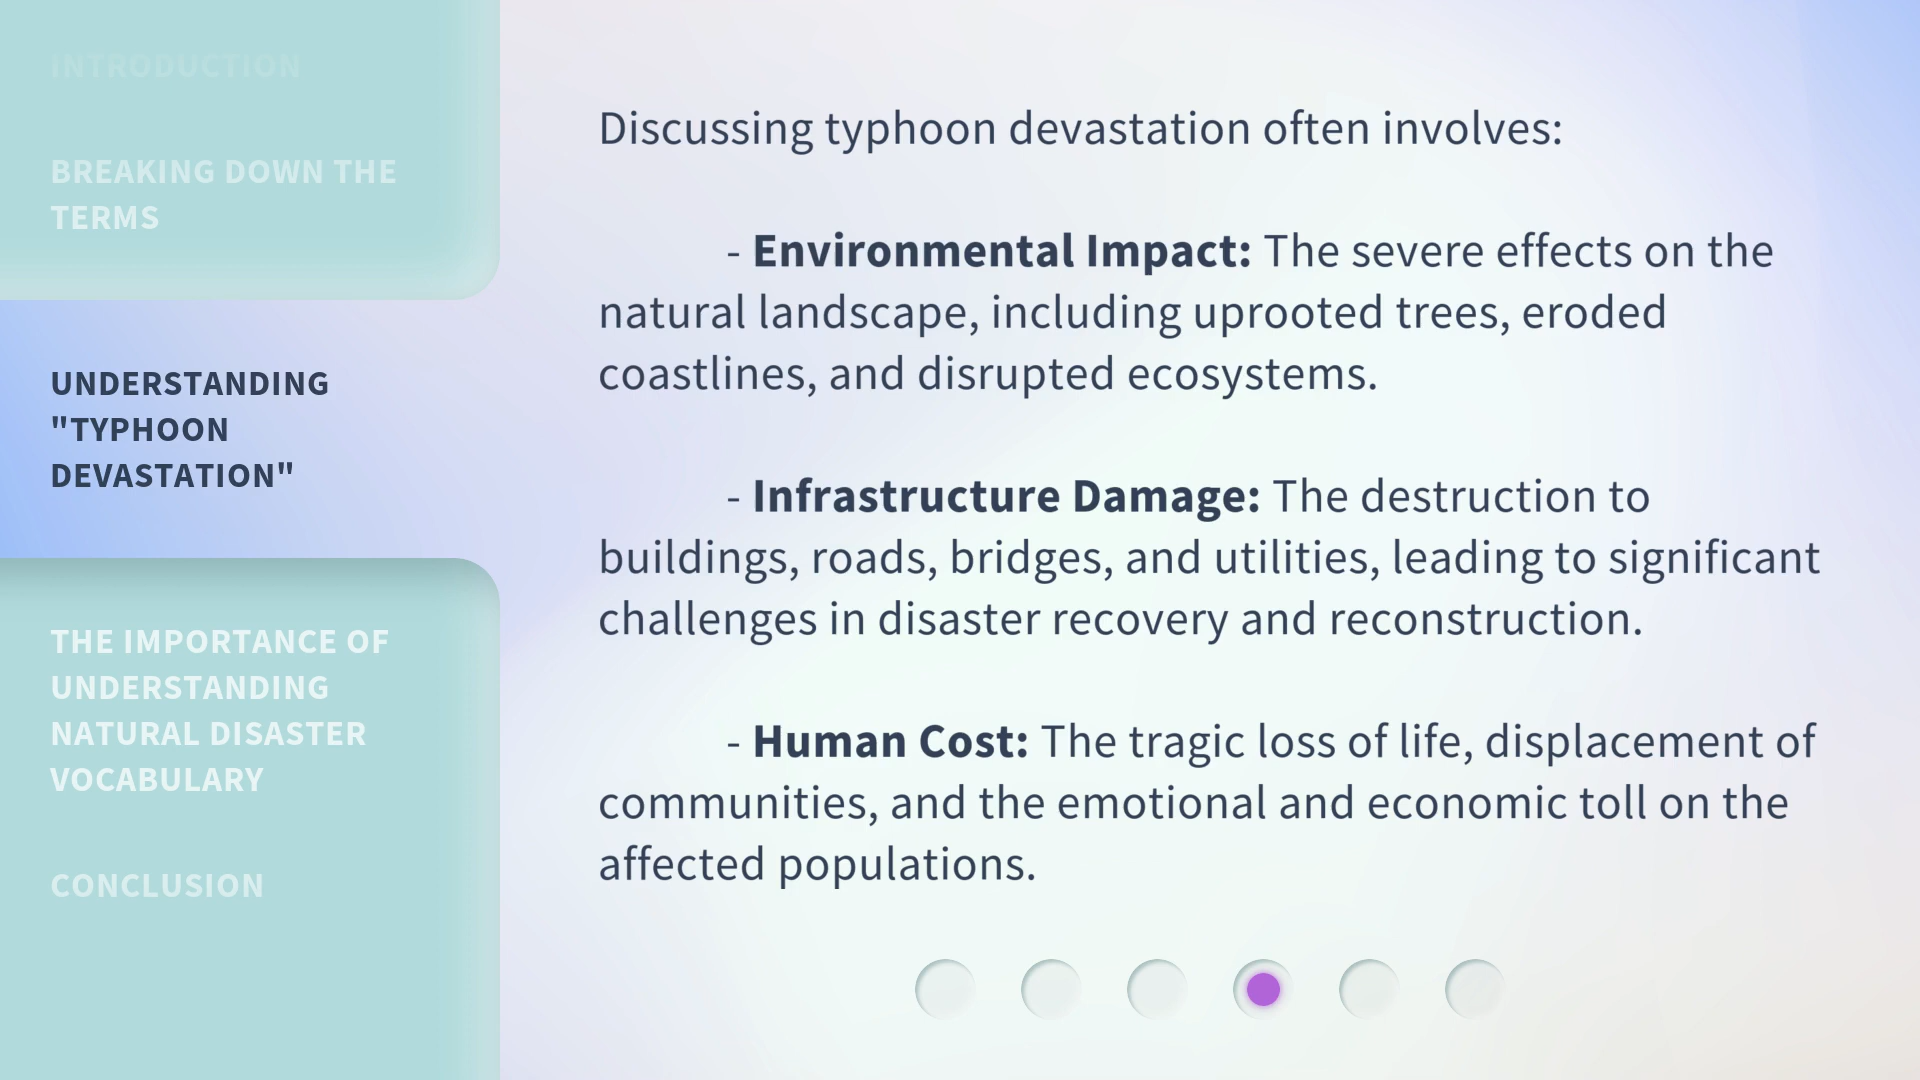 INTRODUCTION
BREAKING DOWN THE
TERMS
UNDERSTANDING
"TYPHOON
DEVASTATION"
THE IMPORTANCE OF
UNDERSTANDING
NATURAL DISASTER
VOCABULARY
CONCLUSION
Discussing typhoon devastation often involves:
- Environmental Impact: The severe effects on the
natural landscape, including uprooted trees, eroded
coastlines, and disrupted ecosystems.
- Infrastructure Damage: The destruction to
buildings, roads, bridges, and utilities, leading to significant
challenges in disaster recovery and reconstruction.
- Human Cost: The tragic loss of life, displacement of
communities, and the emotional and economic toll on the
affected populations.